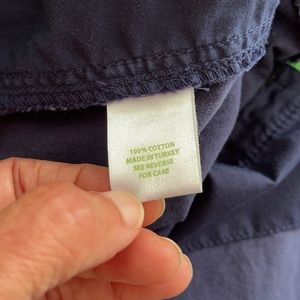 100% COTTON
MADE IN TURKEY
SEE REVERSE
FOR CARE